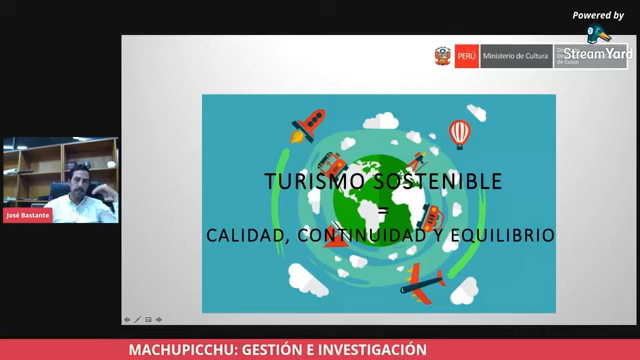 Powered by
StreamYard
PERÚ
Ministerio de Cultura
de Cusco
TURISMO SOSTENIBLE
=
CALIDAD, CONTINUIDAD Y EQUILIBRIO
José Bastante
MACHUPICCHU: GESTIÓN E INVESTIGACIÓN